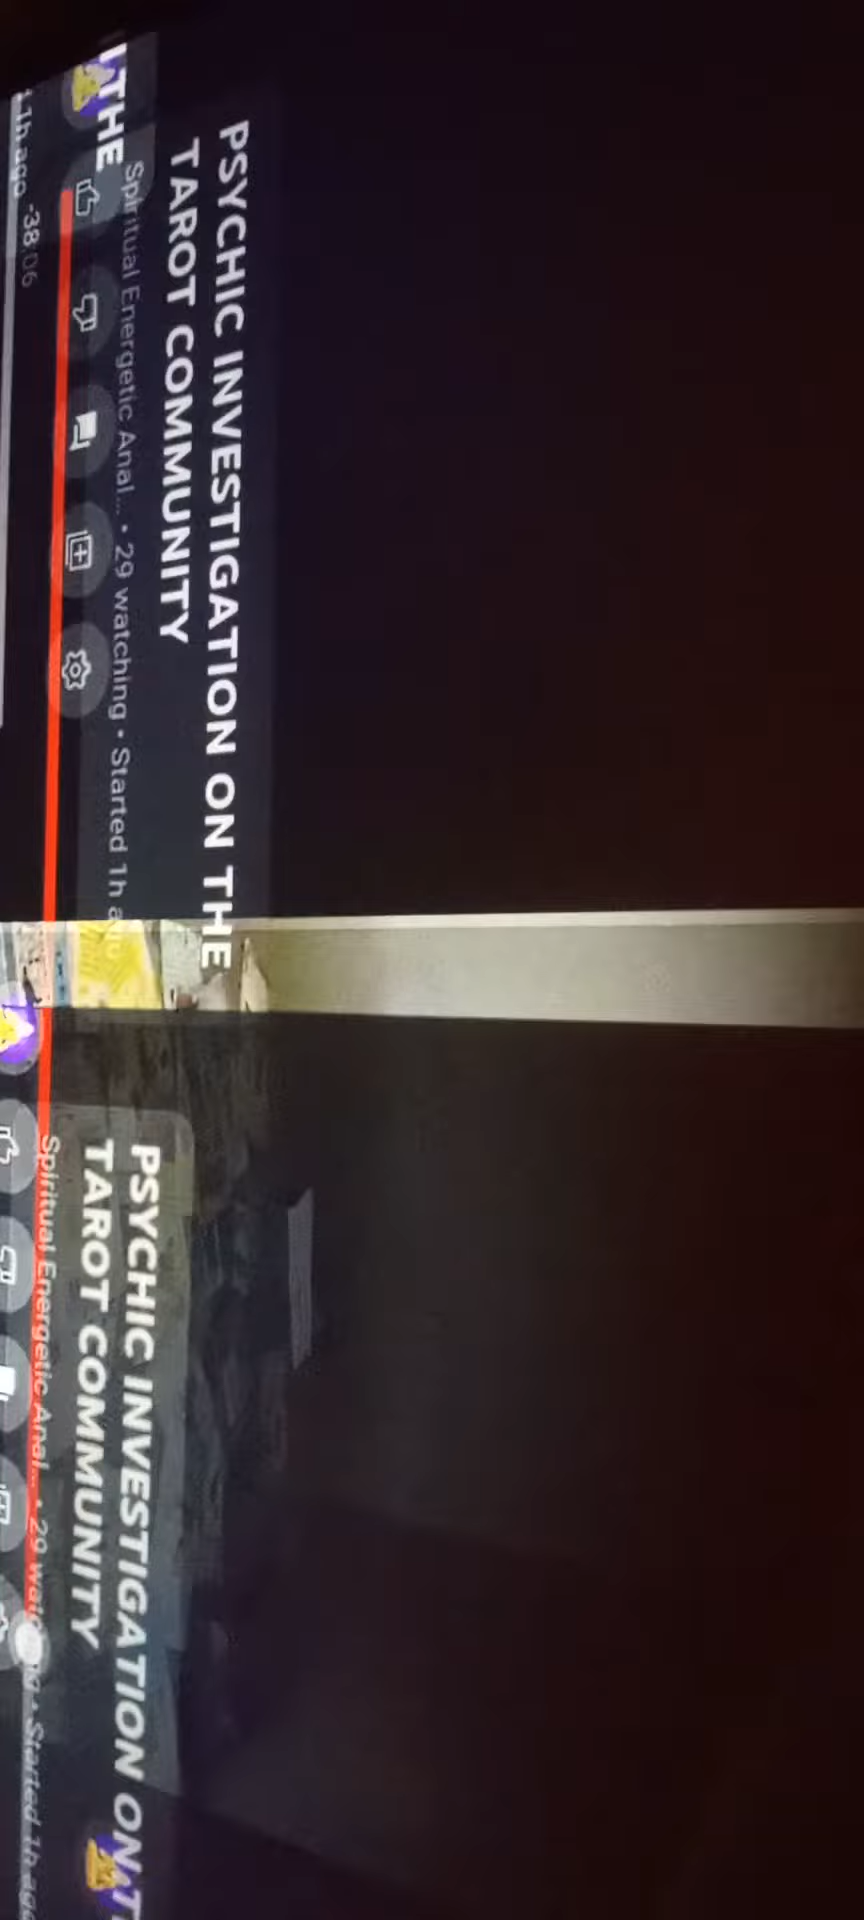 PSYCHIC INVESTIGATION ON THE
TAROT COMMUNITY
Spiritual Energetic Anal... • 29 watching • Started 1h ago
THE
1h ago -38:06
PSYCHIC INVESTIGATION ON
TAROT COMMUNITY
Spiritual Energetic Anal... • 29 • Started 1h ago